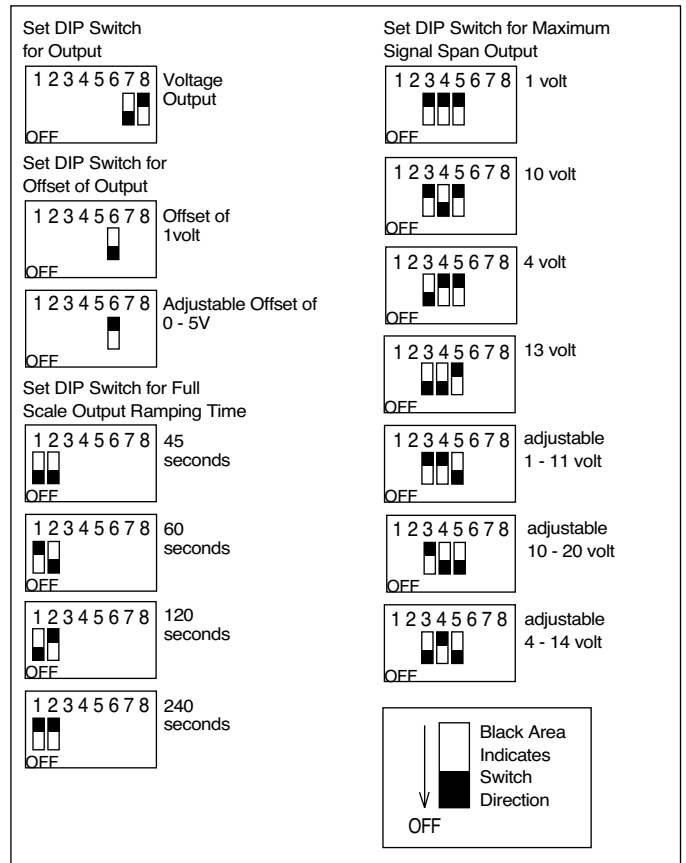 Set DIP Switch
for Output
1 2 3 4 5 6 7 8
Voltage
Output
OFF
Set DIP Switch for
Offset of Output
1 2 3 4 5 6 7 8
Offset of
1volt
OFF
1 2 3 4 5 6 7 8
Adjustable Offset of
0 - 5V
OFF
Set DIP Switch for Full
Scale Output Ramping Time
1 2 3 4 5 6 7 8
45
seconds
OFF
1 2 3 4 5 6 7 8
60
seconds
OFF
1 2 3 4 5 6 7 8
120
seconds
OFF
1 2 3 4 5 6 7 8
240
seconds
OFF
Set DIP Switch for Maximum
Signal Span Output
1 2 3 4 5 6 7 8
1 volt
OFF
1 2 3 4 5 6 7 8
10 volt
OFF
1 2 3 4 5 6 7 8
4 volt
OFF
1 2 3 4 5 6 7 8
13 volt
OFF
1 2 3 4 5 6 7 8
adjustable
1 - 11 volt
OFF
1 2 3 4 5 6 7 8
adjustable
10 - 20 volt
OFF
1 2 3 4 5 6 7 8
adjustable
4 - 14 volt
OFF
Black Area
Indicates
Switch
Direction
OFF